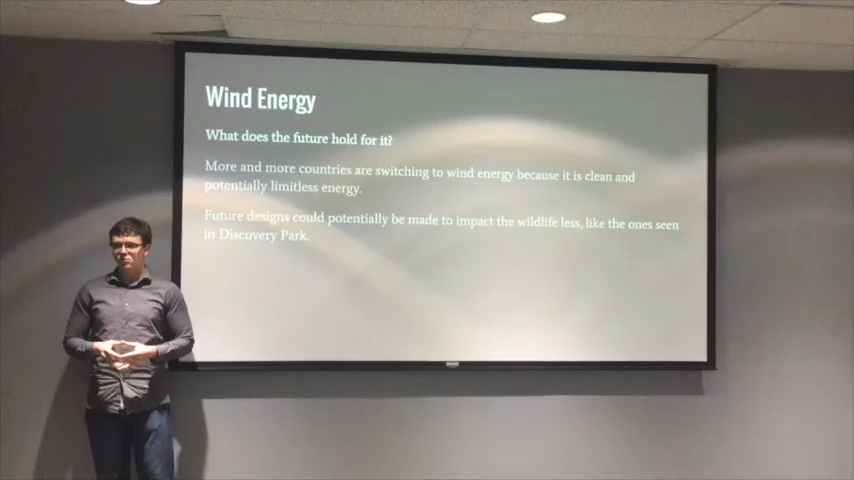 Wind Energy
What does the future hold for it?
More and more countries are switching to wind energy because it is clean and
potentially limitless energy.
Future designs could potentially be made to impact the wildlife less, like the ones seen
in Discovery Park.